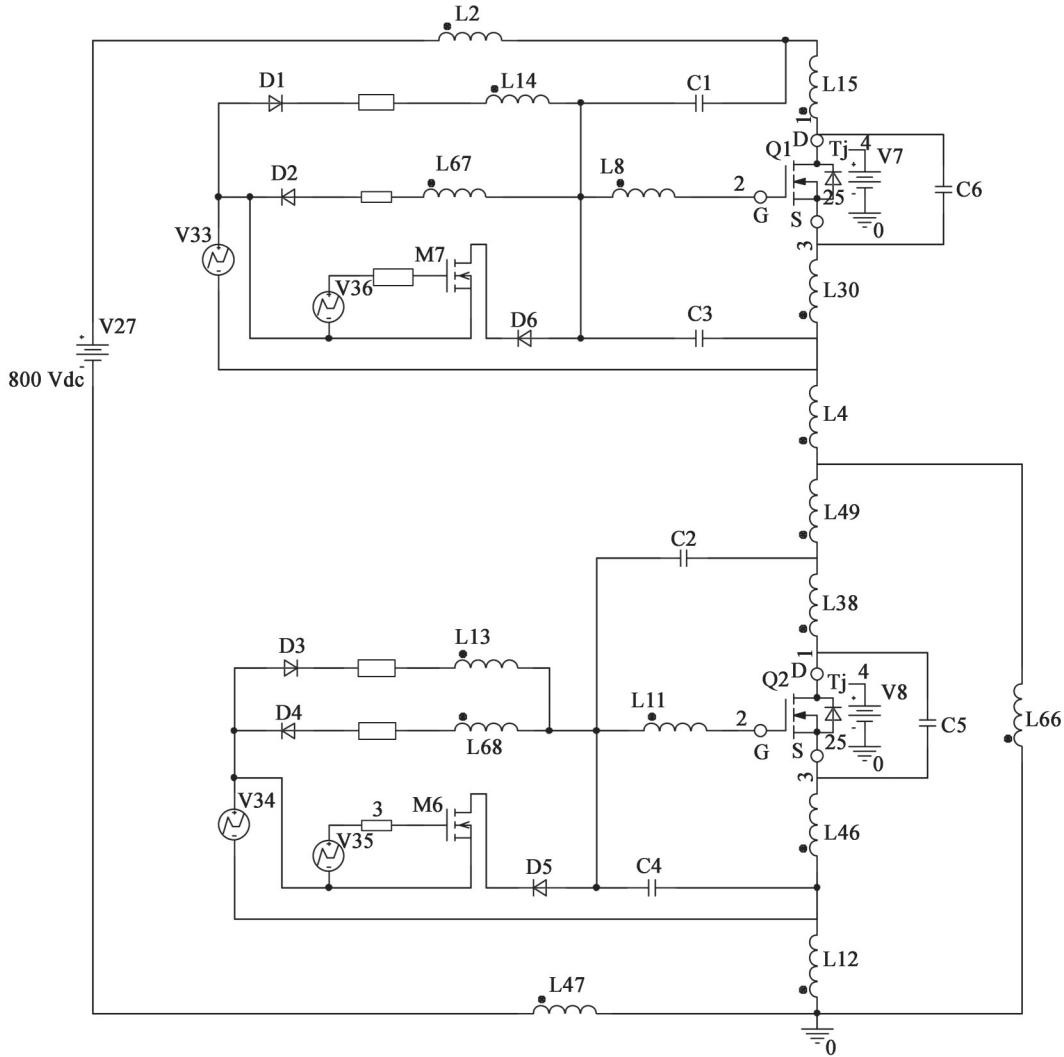 L2
D1
L14
C1
L15
1
D
Q1
Tj
4
V7
D2
L67
L8
2
G
25
S
0
C6
V33
M7
3
V36
L30
D6
C3
V27
800 Vdc
L4
L49
C2
L38
D3
L13
1
D
Q2
Tj
4
V8
D4
L68
L11
2
G
25
S
0
C5
L66
3
V34
3
M6
V35
L46
D5
C4
L12
L47
0